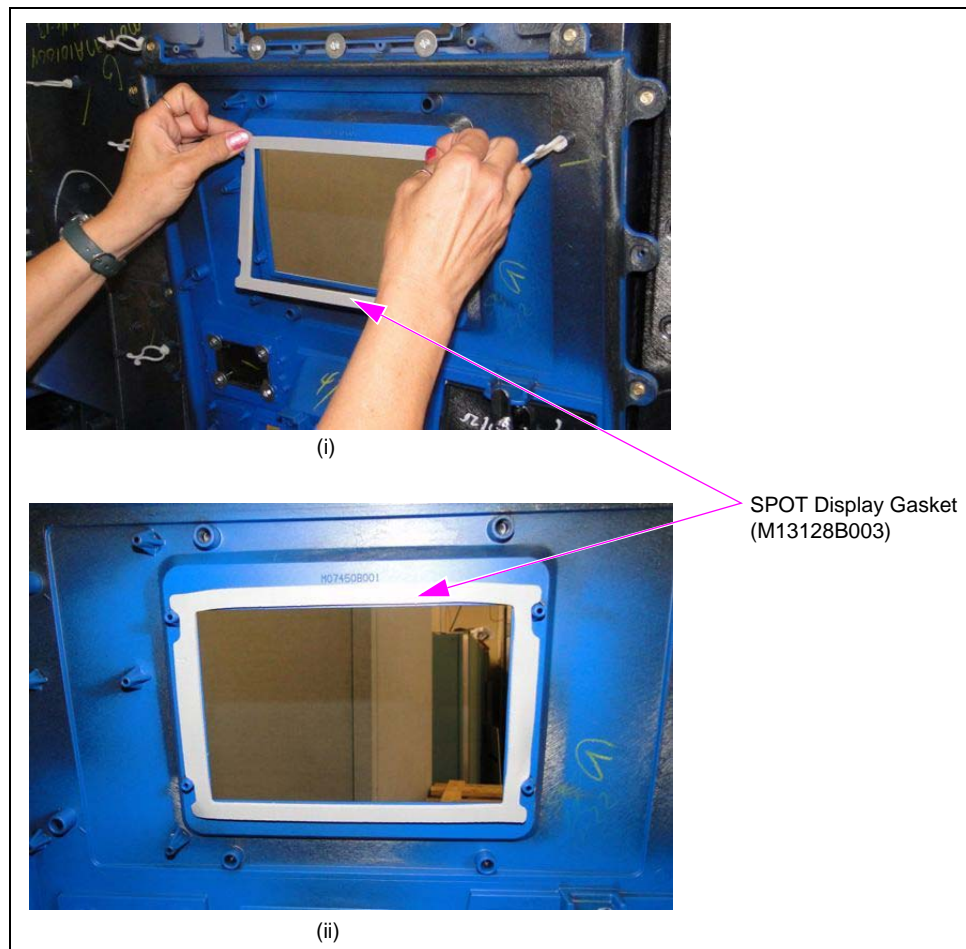 (i)
SPOT Display Gasket
(M13128B003)
M07450B001
(ii)